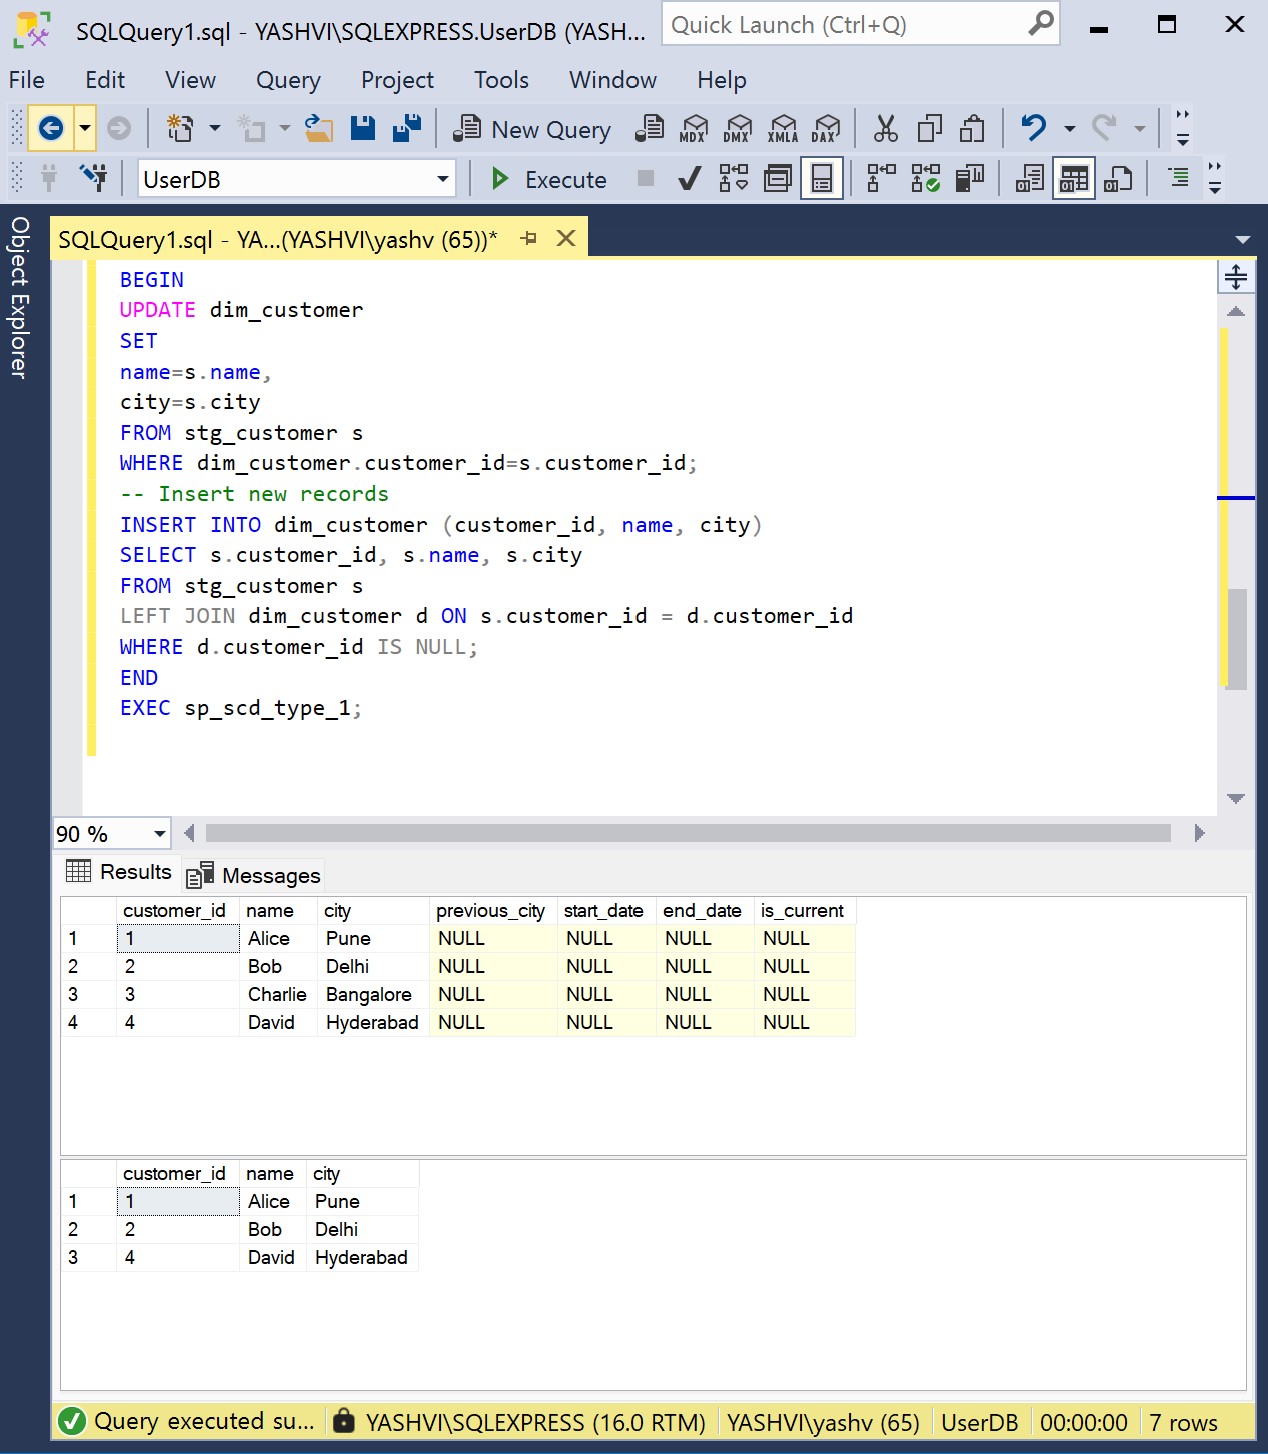 SQLQuery1.sql - YASHVI\SQLEXPRESS.UserDB (YASH...
Quick Launch (Ctrl+Q)
File Edit View Query Project Tools Window Help
New Query MDX DMX XMLA DAX
UserDB Execute
Object Explorer
SQLQuery1.sql - YA...(YASHVI\yashv (65))*
BEGIN
UPDATE dim_customer
SET
name=s.name,
city=s.city
FROM stg_customer s
WHERE dim_customer.customer_id=s.customer_id;
-- Insert new records
INSERT INTO dim_customer (customer_id, name, city)
SELECT s.customer_id, s.name, s.city
FROM stg_customer s
LEFT JOIN dim_customer d ON s.customer_id = d.customer_id
WHERE d.customer_id IS NULL;
END
EXEC sp_scd_type_1;
90 %
Results Messages
customer_id name city previous_city start_date end_date is_current
1 1 Alice Pune NULL NULL NULL NULL
2 2 Bob Delhi NULL NULL NULL NULL
3 3 Charlie Bangalore NULL NULL NULL NULL
4 4 David Hyderabad NULL NULL NULL NULL
customer_id name city
1 1 Alice Pune
2 2 Bob Delhi
3 4 David Hyderabad
Query executed su... YASHVI\SQLEXPRESS (16.0 RTM) YASHVI\yashv (65) UserDB 00:00:00 7 rows